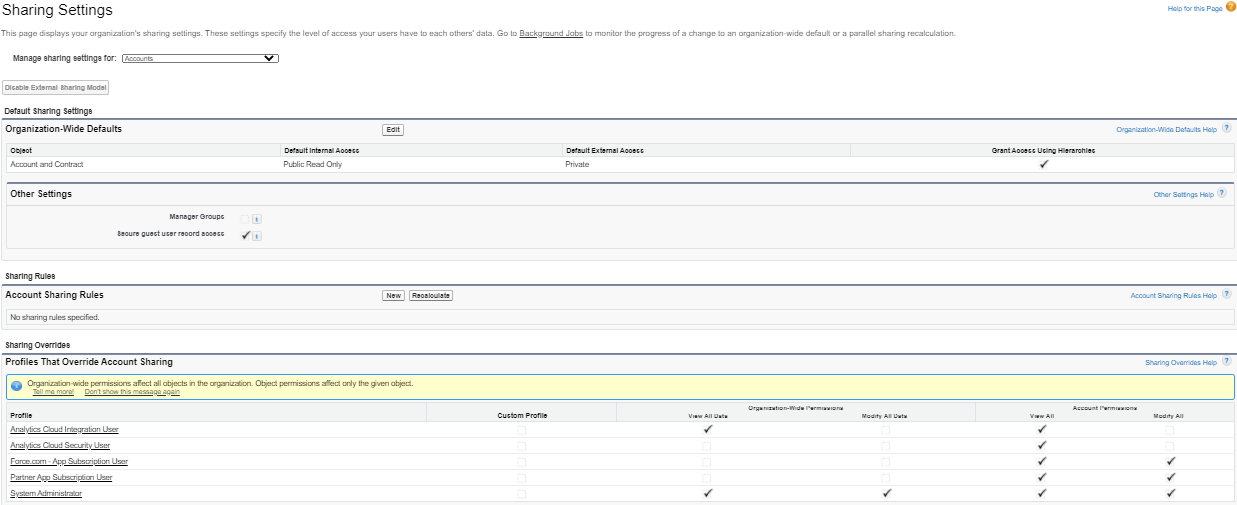 Sharing Settings
Help for this Page ?
This page displays your organization's sharing settings. These settings specify the level of access your users have to each others' data. Go to Background Jobs to monitor the progress of a change to an organization-wide default or a parallel sharing recalculation.
Manage sharing settings for: Accounts
Disable External Sharing Model
Default Sharing Settings
Organization-Wide Defaults Edit Organization-Wide Defaults Help ?
Object Default Internal Access Default External Access Grant Access Using Hierarchies
Account and Contract Public Read Only Private ✓
Other Settings Other Settings Help ?
Manager Groups i
Secure guest user record access ✓ i
Sharing Rules
Account Sharing Rules New Recalculate Account Sharing Rules Help ?
No sharing rules specified.
Sharing Overrides
Profiles That Override Account Sharing Sharing Overrides Help ?
Organization-wide permissions affect all objects in the organization. Object permissions affect only the given object.
Tell me more! Don't show this message again
Organization-Wide Permissions Account Permissions
Profile Custom Profile View All Data Modify All Data View All Modify All
Analytics Cloud Integration User ✓ ✓
Analytics Cloud Security User ✓
Force.com - App Subscription User ✓ ✓
Partner App Subscription User ✓ ✓
System Administrator ✓ ✓ ✓ ✓